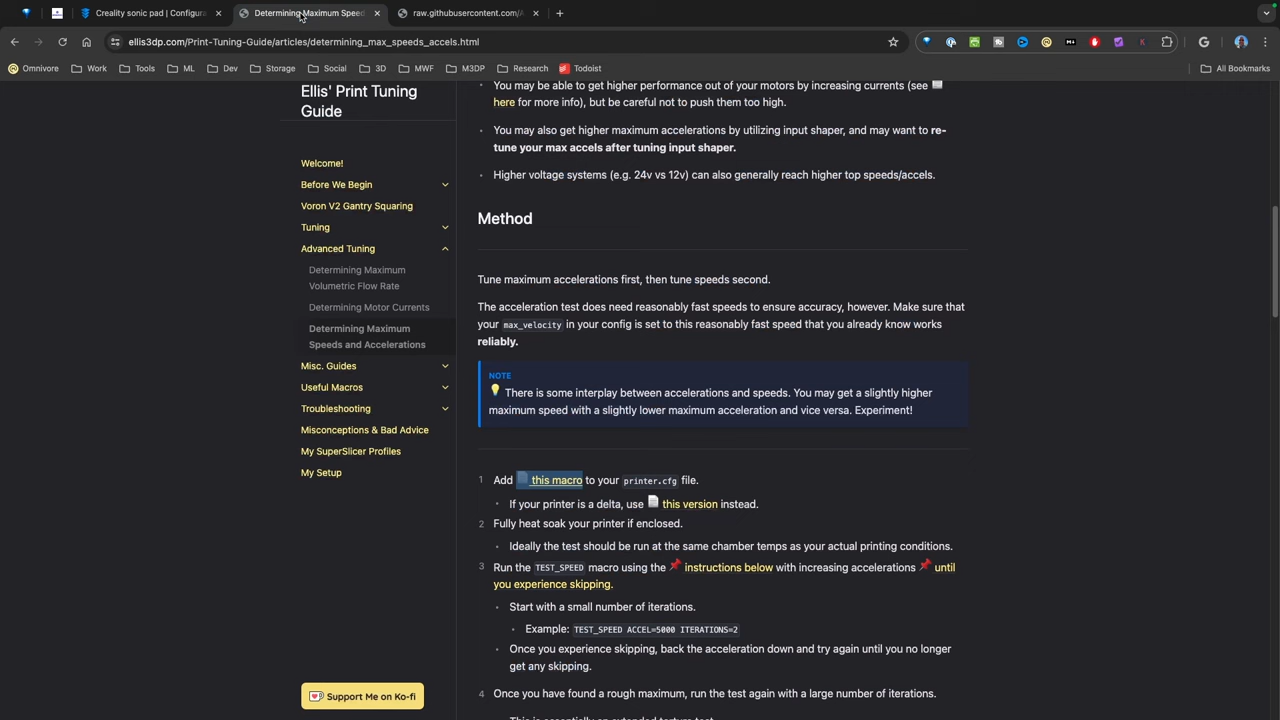 Creality sonic pad | Configura
Determining Maximum Speed
raw.githubusercontent.com/A
ellis3dp.com/Print-Tuning-Guide/articles/determining_max_speeds_accels.html
Omnivore
Work
Tools
ML
Dev
Storage
Social
3D
MWF
M3DP
Research
Todoist
All Bookmarks
Ellis' Print Tuning
Guide
Welcome!
Before We Begin
Voron V2 Gantry Squaring
Tuning
Advanced Tuning
Determining Maximum
Volumetric Flow Rate
Determining Motor Currents
Determining Maximum
Speeds and Accelerations
Misc. Guides
Useful Macros
Troubleshooting
Misconceptions & Bad Advice
My SuperSlicer Profiles
My Setup
Support Me on Ko-fi
You may be able to get higher performance out of your motors by increasing currents (see
here for more info), but be careful not to push them too high.
You may also get higher maximum accelerations by utilizing input shaper, and may want to re-
tune your max accels after tuning input shaper.
Higher voltage systems (e.g. 24v vs 12v) can also generally reach higher top speeds/accels.
Method
Tune maximum accelerations first, then tune speeds second.
The acceleration test does need reasonably fast speeds to ensure accuracy, however. Make sure that
your max_velocity in your config is set to this reasonably fast speed that you already know works
reliably.
NOTE
There is some interplay between accelerations and speeds. You may get a slightly higher
maximum speed with a slightly lower maximum acceleration and vice versa. Experiment!
1 Add this macro to your printer.cfg file.
If your printer is a delta, use this version instead.
2 Fully heat soak your printer if enclosed.
Ideally the test should be run at the same chamber temps as your actual printing conditions.
3 Run the TEST_SPEED macro using the instructions below with increasing accelerations until
you experience skipping.
Start with a small number of iterations.
Example: TEST_SPEED ACCEL=5000 ITERATIONS=2
Once you experience skipping, back the acceleration down and try again until you no longer
get any skipping.
4 Once you have found a rough maximum, run the test again with a large number of iterations.
This is essentially an extended torture test.